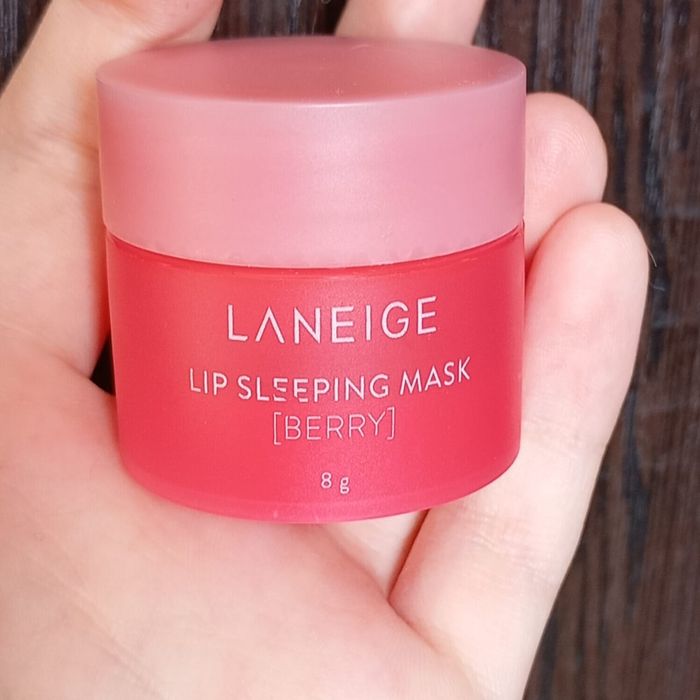 LANEIGE
LIP SLEEPING MASK
[BERRY]
8 g